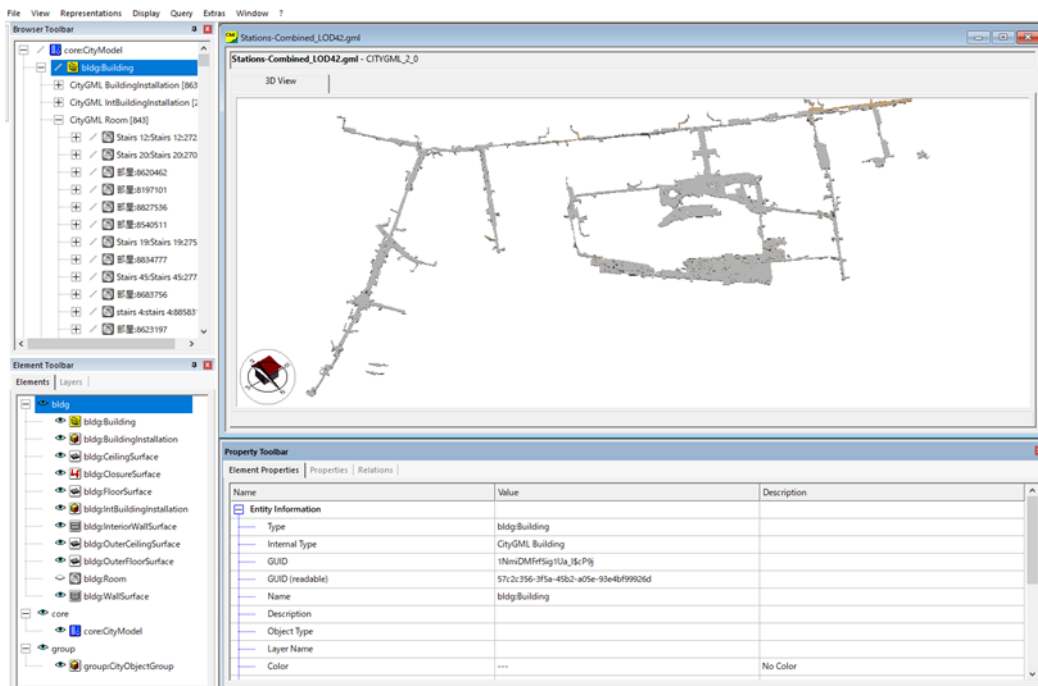 File View Representations Display Query Extras Window ?
Browser Toolbar
core:CityModel
bldg:Building
CityGML BuildingInstallation [863
CityGML IntBuildingInstallation [2
CityGML Room [843]
Stairs 12:Stairs 12:272
Stairs 20:Stairs 20:270
部屋:8620462
部屋:8197101
部屋:8827536
部屋:8540511
Stairs 19:Stairs 19:275
部屋:8834777
Stairs 45:Stairs 45:277
部屋:8683756
stairs 4:stairs 4:88583
部屋:8623197
Element Toolbar
Elements Layers
bldg
bldg:Building
bldg:BuildingInstallation
bldg:CeilingSurface
bldg:ClosureSurface
bldg:FloorSurface
bldg:IntBuildingInstallation
bldg:InteriorWallSurface
bldg:OuterCeilingSurface
bldg:OuterFloorSurface
bldg:Room
bldg:WallSurface
core
core:CityModel
group
group:CityObjectGroup
Stations-Combined_LOD42.gml
Stations-Combined_LOD42.gml - CITYGML_2_0
3D View
Property Toolbar
Element Properties Properties Relations
Name Value Description
Entity Information
Type bldg:Building
Internal Type CityGML Building
GUID
GUID (readable) 57c2c356-3f5a-45b2-a05e-93e4bf99926d
Name bldg:Building
Description
Object Type
Layer Name
Color --- No Color